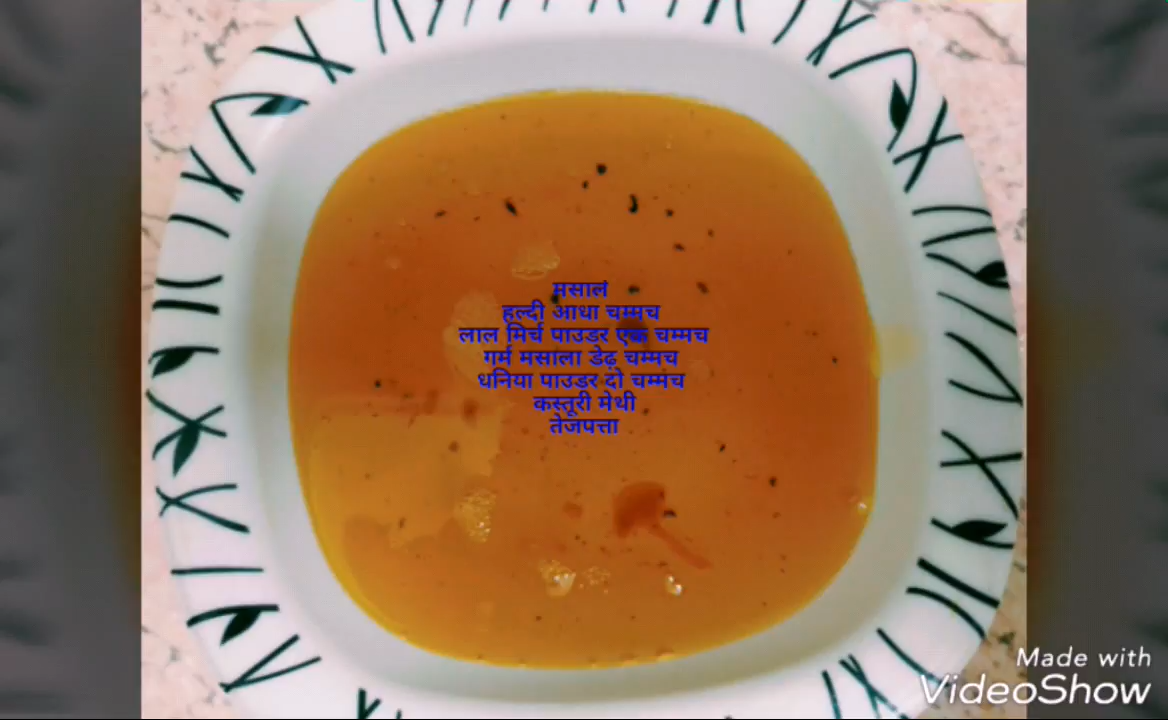 मसाले
हल्दी आधा चम्मच
लाल मिर्च पाउडर एक चम्मच
गर्म मसाला डेढ़ चम्मच
धनिया पाउडर दो चम्मच
कस्तूरी मेथी
तेजपत्ता
Made with
VideoShow